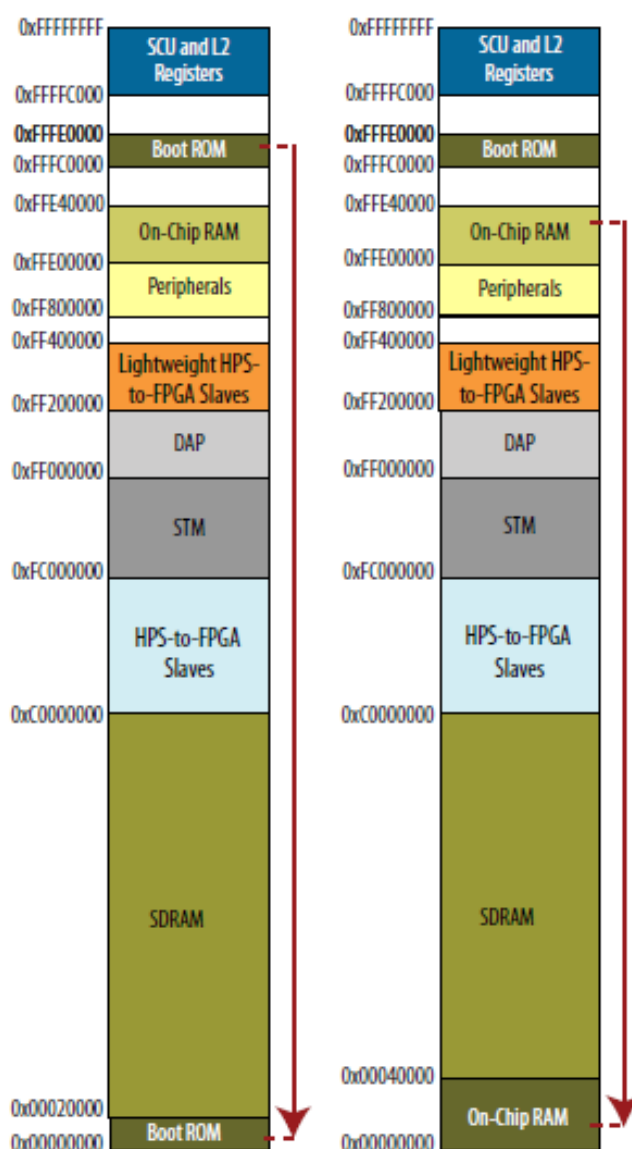 0xFFFFFFFF
SCU and L2
Registers
0xFFFFC000
0xFFFE0000
Boot ROM
0xFFFC0000
0xFFE40000
On-Chip RAM
0xFFE00000
Peripherals
0xFF800000
0xFF400000
Lightweight HPS-
to-FPGA Slaves
0xFF200000
DAP
0xFF000000
STM
0xFC000000
HPS-to-FPGA
Slaves
0xC0000000
SDRAM
0x00020000
Boot ROM
0x00000000
0xFFFFFFFF
SCU and L2
Registers
0xFFFFC000
0xFFFE0000
Boot ROM
0xFFFC0000
0xFFE40000
On-Chip RAM
0xFFE00000
Peripherals
0xFF800000
0xFF400000
Lightweight HPS-
to-FPGA Slaves
0xFF200000
DAP
0xFF000000
STM
0xFC000000
HPS-to-FPGA
Slaves
0xC0000000
SDRAM
0x00040000
On-Chip RAM
0x00000000